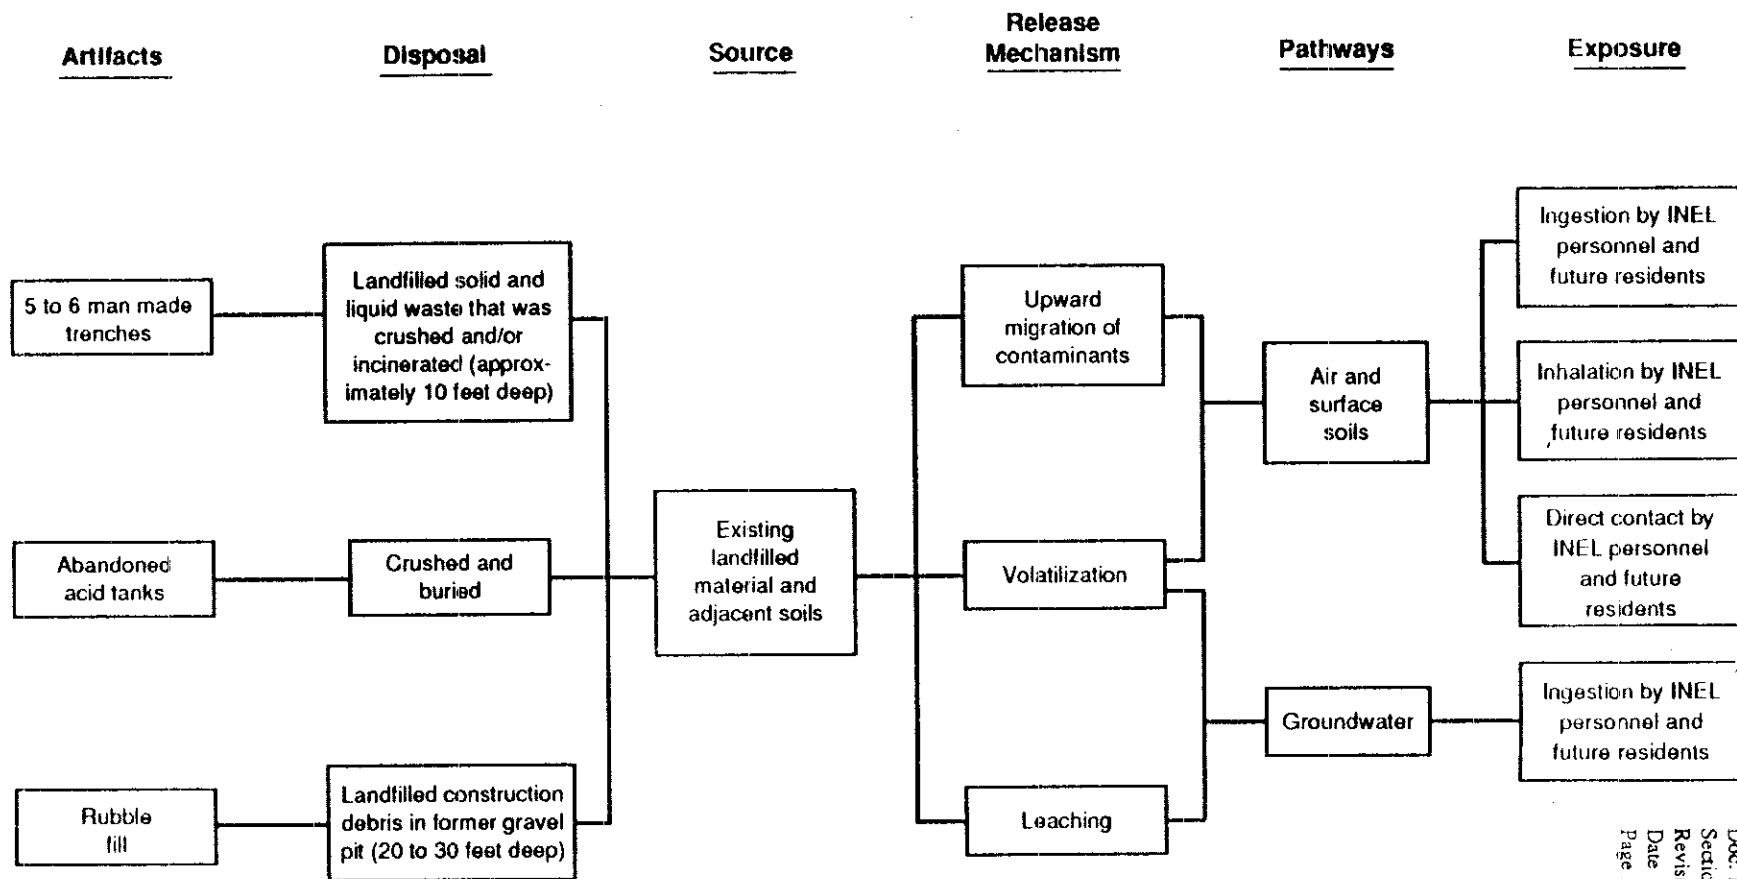 Artifacts
Disposal
Source
Release
Mechanism
Pathways
Exposure
5 to 6 man made
trenches
Landfilled solid and
liquid waste that was
crushed and/or
incinerated (approx-
imately 10 feet deep)
Abandoned
acid tanks
Crushed and
buried
Rubble
fill
Landfilled construction
debris in former gravel
pit (20 to 30 feet deep)
Existing
landfilled
material and
adjacent soils
Upward
migration of
contaminants
Volatilization
Leaching
Air and
surface
soils
Groundwater
Ingestion by INEL
personnel and
future residents
Inhalation by INEL
personnel and
future residents
Direct contact by
INEL personnel
and future
residents
Ingestion by INEL
personnel and
future residents
Doc.
Sectio
Revis
Date
Page